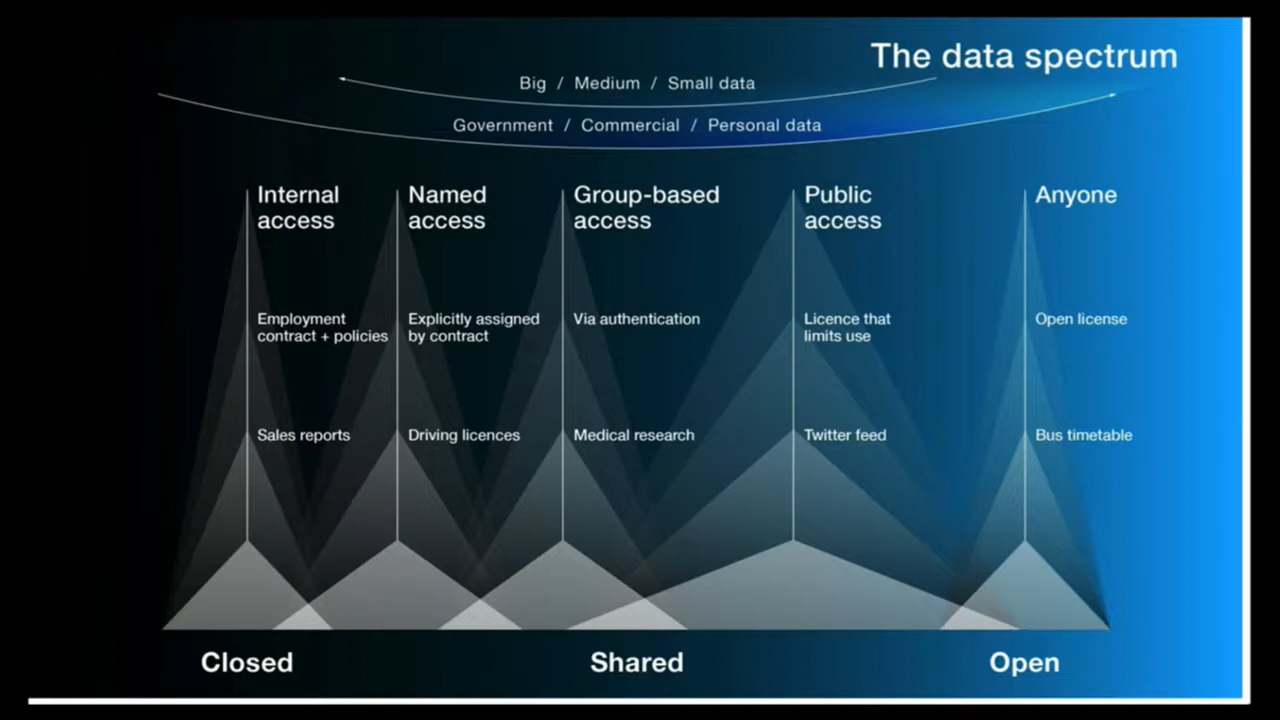 The data spectrum
Big / Medium / Small data
Government / Commercial / Personal data
Internal
access
Named
access
Group-based
access
Public
access
Anyone
Employment
contract + policies
Explicitly assigned
by contract
Via authentication
Licence that
limits use
Open license
Sales reports
Driving licences
Medical research
Twitter feed
Bus timetable
Closed
Shared
Open